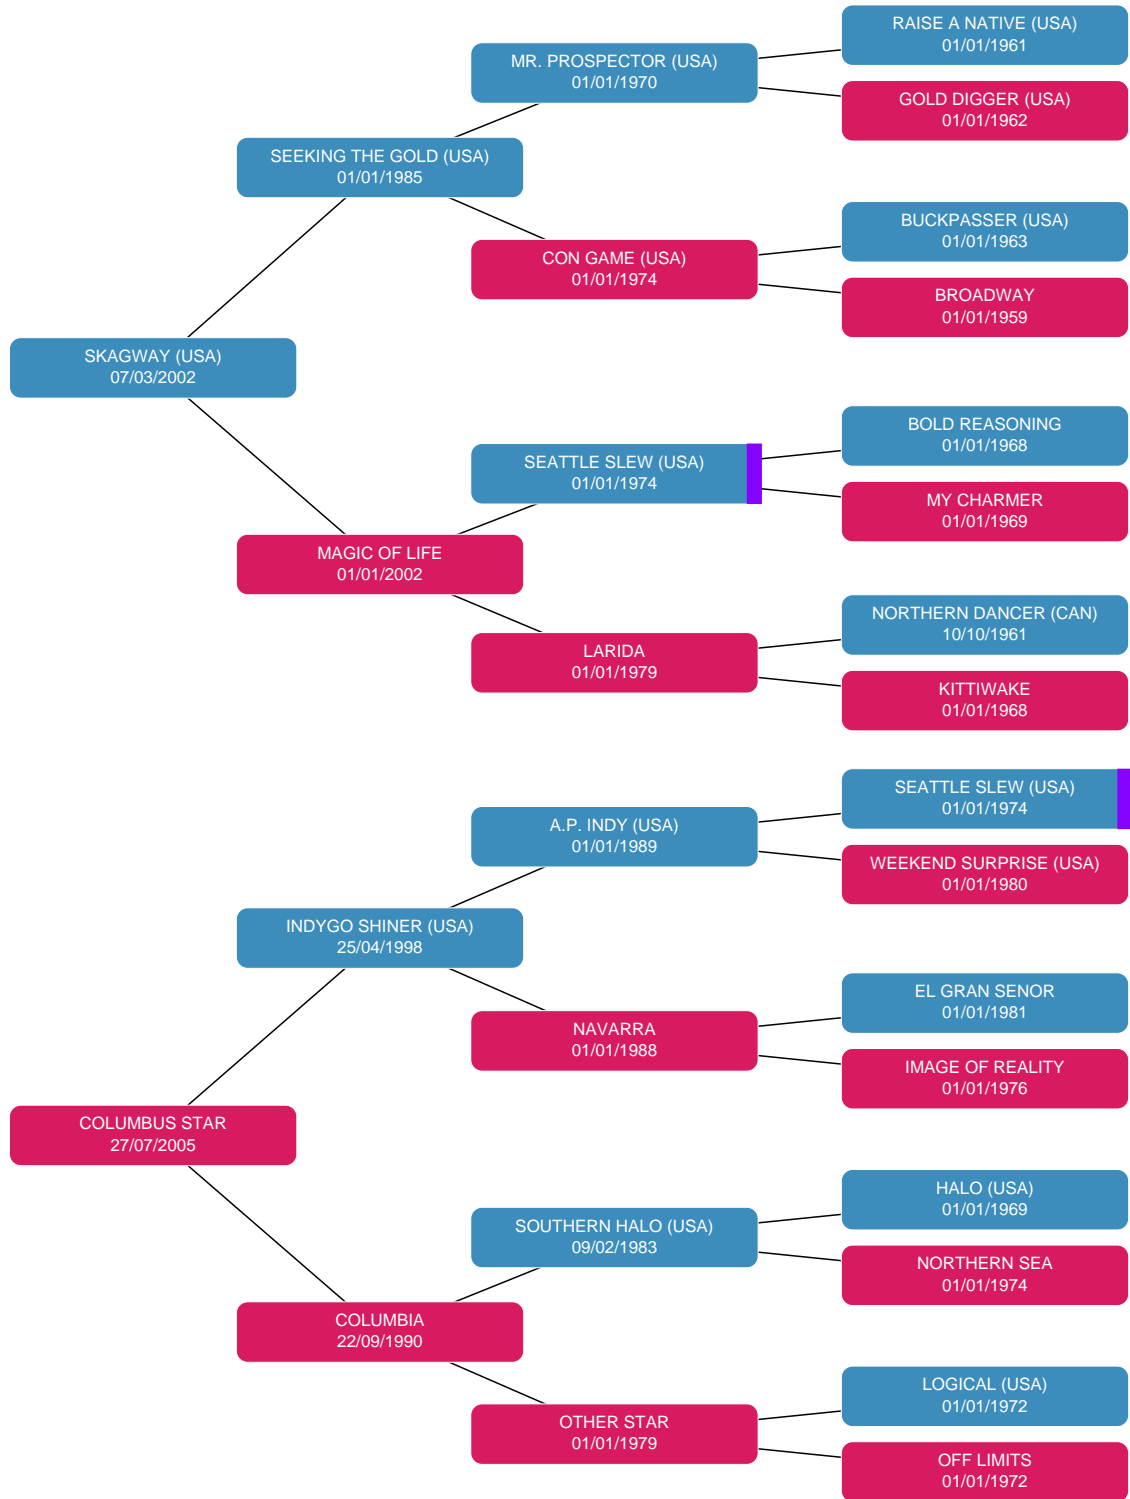 RAISE A NATIVE (USA)
01/01/1961
MR. PROSPECTOR (USA)
01/01/1970
GOLD DIGGER (USA)
01/01/1962
SEEKING THE GOLD (USA)
01/01/1985
BUCKPASSER (USA)
01/01/1963
CON GAME (USA)
01/01/1974
BROADWAY
01/01/1959
SKAGWAY (USA)
07/03/2002
BOLD REASONING
01/01/1968
SEATTLE SLEW (USA)
01/01/1974
MY CHARMER
01/01/1969
MAGIC OF LIFE
01/01/2002
NORTHERN DANCER (CAN)
10/10/1961
LARIDA
01/01/1979
KITTIWAKE
01/01/1968
SEATTLE SLEW (USA)
01/01/1974
A.P. INDY (USA)
01/01/1989
WEEKEND SURPRISE (USA)
01/01/1980
INDYGO SHINER (USA)
25/04/1998
EL GRAN SENOR
01/01/1981
NAVARRA
01/01/1988
IMAGE OF REALITY
01/01/1976
COLUMBUS STAR
27/07/2005
HALO (USA)
01/01/1969
SOUTHERN HALO (USA)
09/02/1983
NORTHERN SEA
01/01/1974
COLUMBIA
22/09/1990
LOGICAL (USA)
01/01/1972
OTHER STAR
01/01/1979
OFF LIMITS
01/01/1972